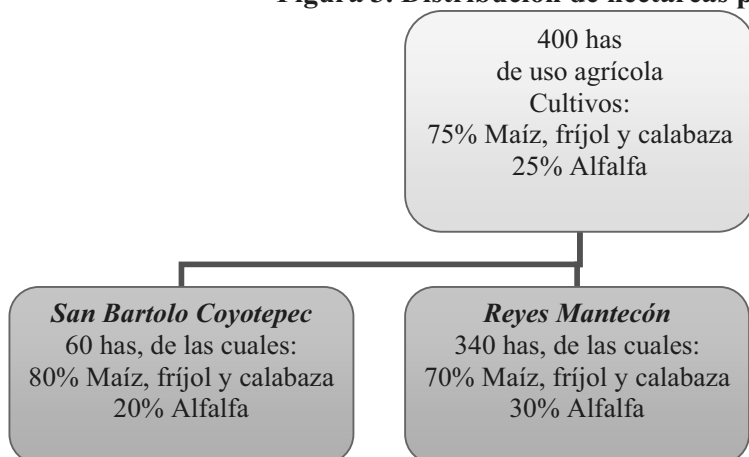 Figura 3. Distribución de hectáreas p
400 has
de uso agrícola
Cultivos:
75% Maíz, fríjol y calabaza
25% Alfalfa
San Bartolo Coyotepec
60 has, de las cuales:
80% Maíz, fríjol y calabaza
20% Alfalfa
Reyes Mantecón
340 has, de las cuales:
70% Maíz, fríjol y calabaza
30% Alfalfa